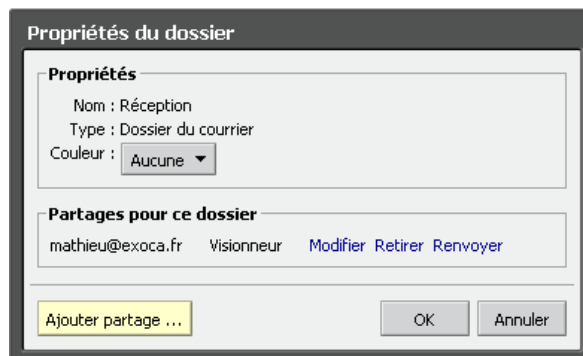 Propriétés du dossier
Propriétés
Nom : Réception
Type : Dossier du courrier
Couleur : Aucune
Partages pour ce dossier
mathieu@exoca.fr Visionneur Modifier Retirer Renvoyer
Ajouter partage ... OK Annuler